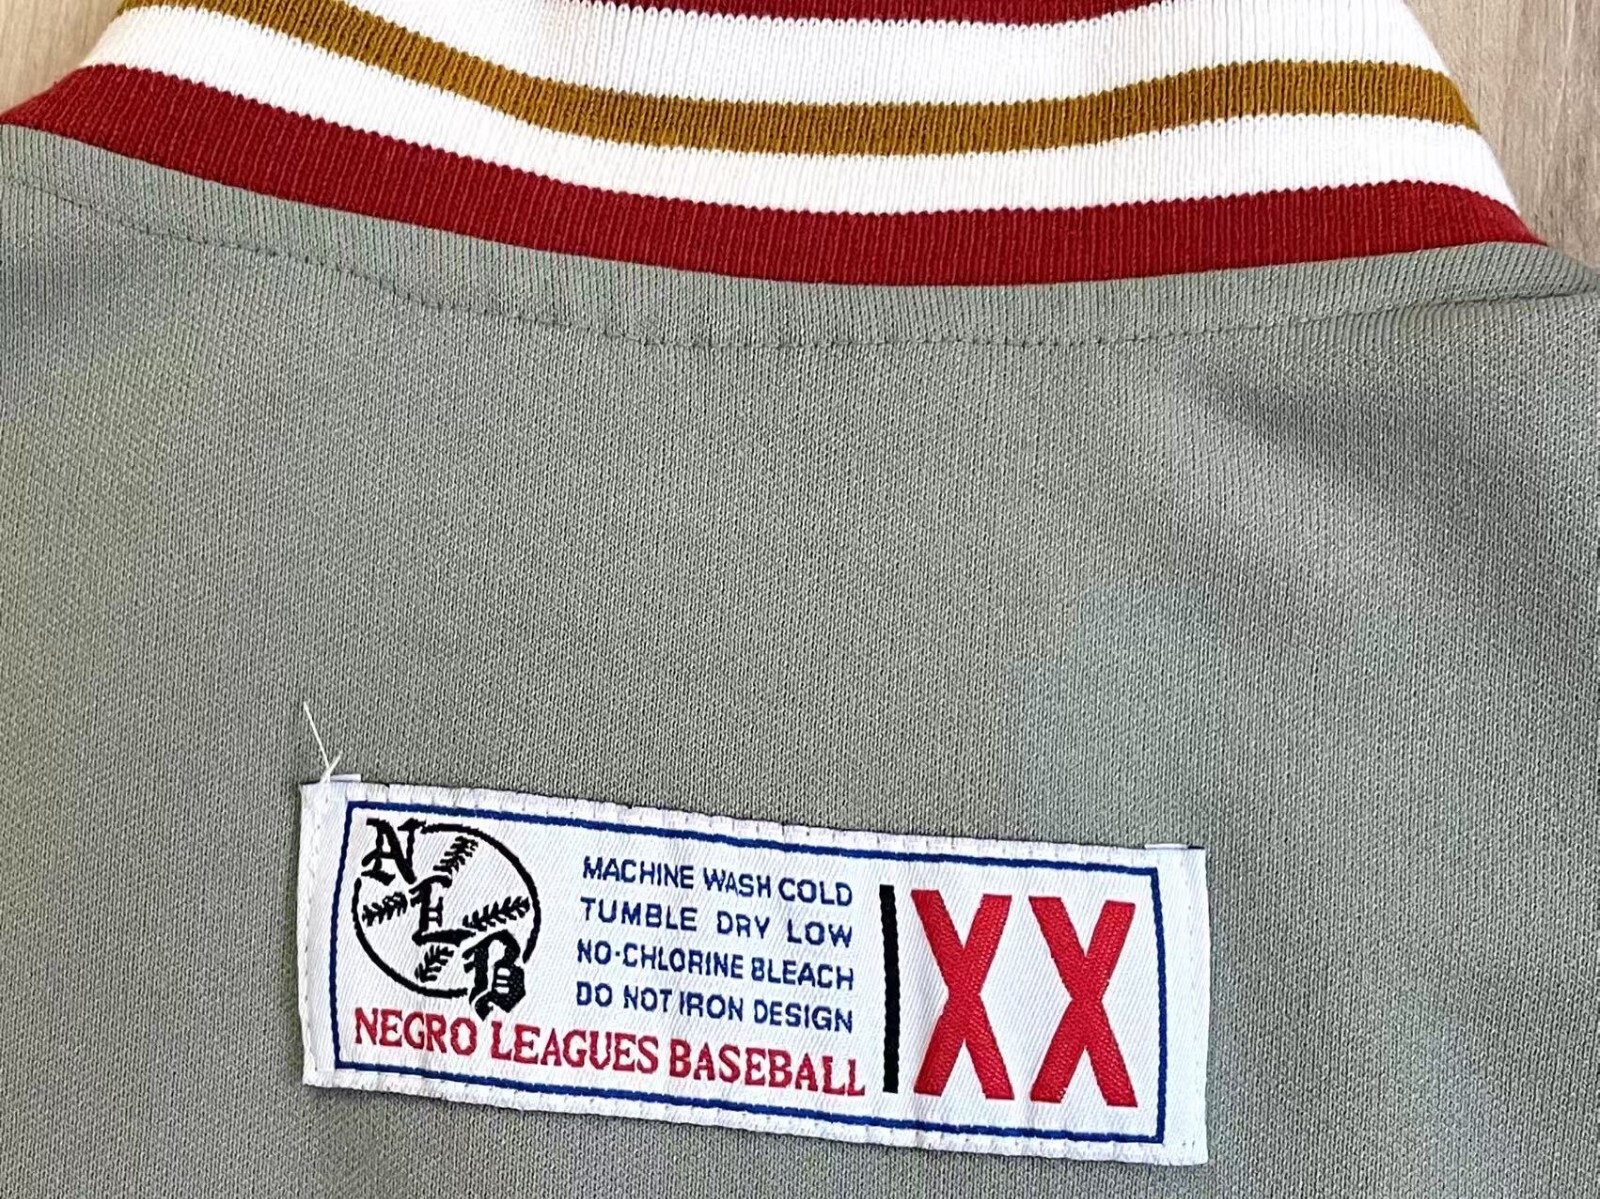 NLB
MACHINE WASH COLD
TUMBLE DRY LOW
NO-CHLORINE BLEACH
DO NOT IRON DESIGN
NEGRO LEAGUES BASEBALL
XX